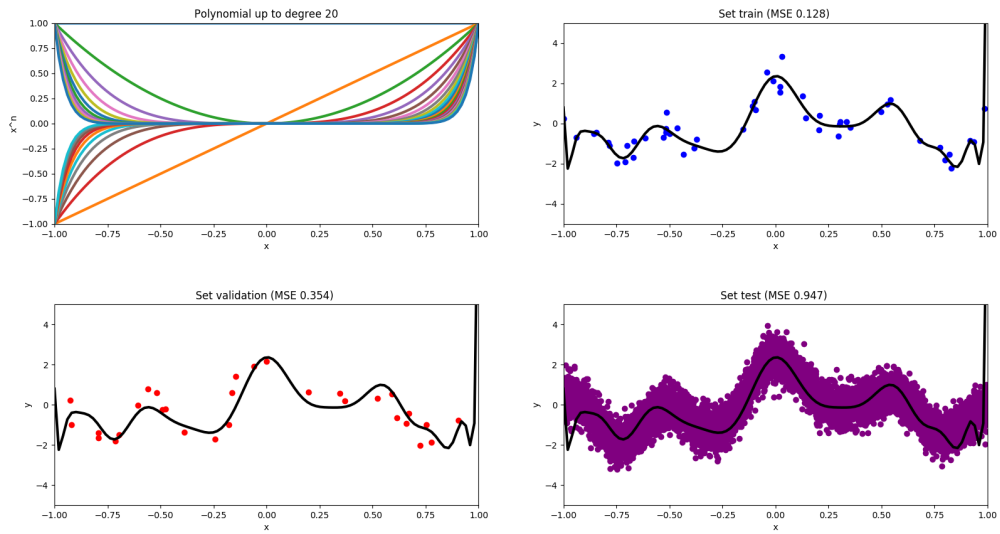 Polynomial up to degree 20
1.00
0.75
0.50
0.25
0.00
−0.25
−0.50
−0.75
−1.00
x^n
−1.00 −0.75 −0.50 −0.25 0.00 0.25 0.50 0.75 1.00
x
Set train (MSE 0.128)
4
2
0
−2
−4
y
−1.00 −0.75 −0.50 −0.25 0.00 0.25 0.50 0.75 1.00
x
Set validation (MSE 0.354)
4
2
0
−2
−4
y
−1.00 −0.75 −0.50 −0.25 0.00 0.25 0.50 0.75 1.00
x
Set test (MSE 0.947)
4
2
0
−2
−4
y
−1.00 −0.75 −0.50 −0.25 0.00 0.25 0.50 0.75 1.00
x